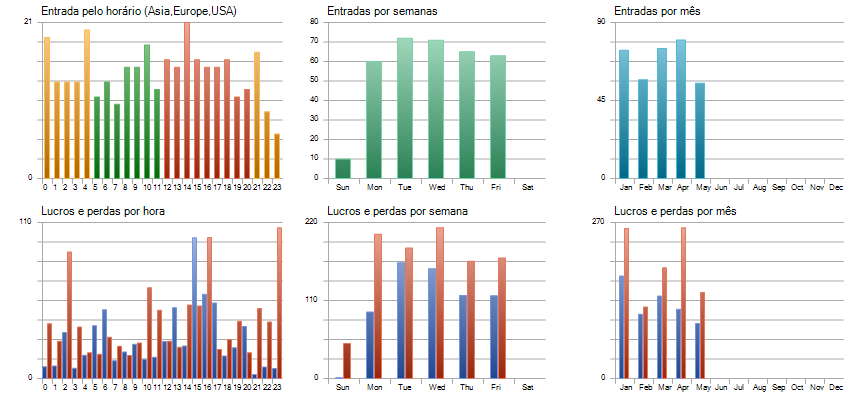 Entrada pelo horário (Asia,Europe,USA)
21
0
0 1 2 3 4 5 6 7 8 9 10 11 12 13 14 15 16 17 18 19 20 21 22 23
Entradas por semanas
80
70
60
50
40
30
20
10
0
Sun Mon Tue Wed Thu Fri Sat
Entradas por mês
90
45
0
Jan Feb Mar Apr May Jun Jul Aug Sep Oct Nov Dec
Lucros e perdas por hora
110
0
0 1 2 3 4 5 6 7 8 9 10 11 12 13 14 15 16 17 18 19 20 21 22 23
Lucros e perdas por semana
220
110
0
Sun Mon Tue Wed Thu Fri Sat
Lucros e perdas por mês
270
0
Jan Feb Mar Apr May Jun Jul Aug Sep Oct Nov Dec